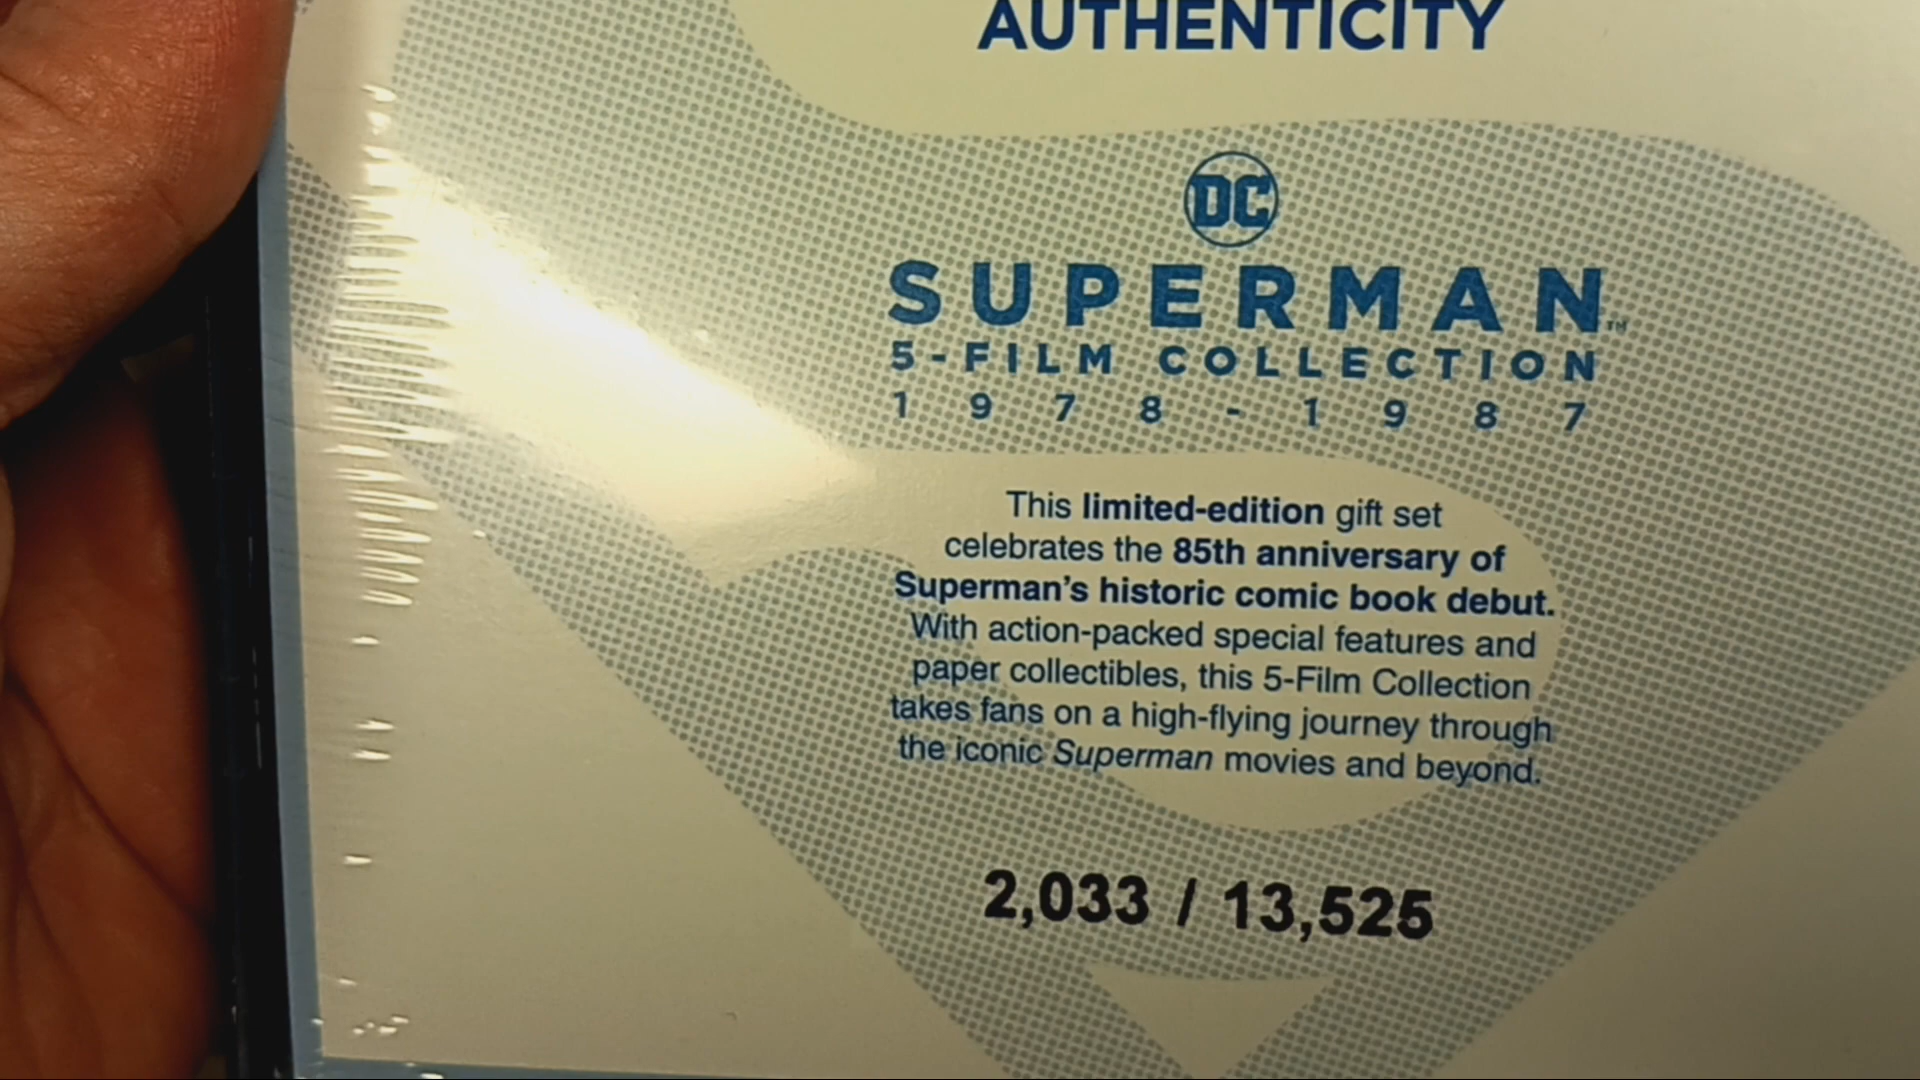 AUTHENTICITY
DC
SUPERMAN™
5-FILM COLLECTION
1978-1987
This limited-edition gift set
celebrates the 85th anniversary of
Superman's historic comic book debut.
With action-packed special features and
paper collectibles, this 5-Film Collection
takes fans on a high-flying journey through
the iconic Superman movies and beyond.
2,033 / 13,525